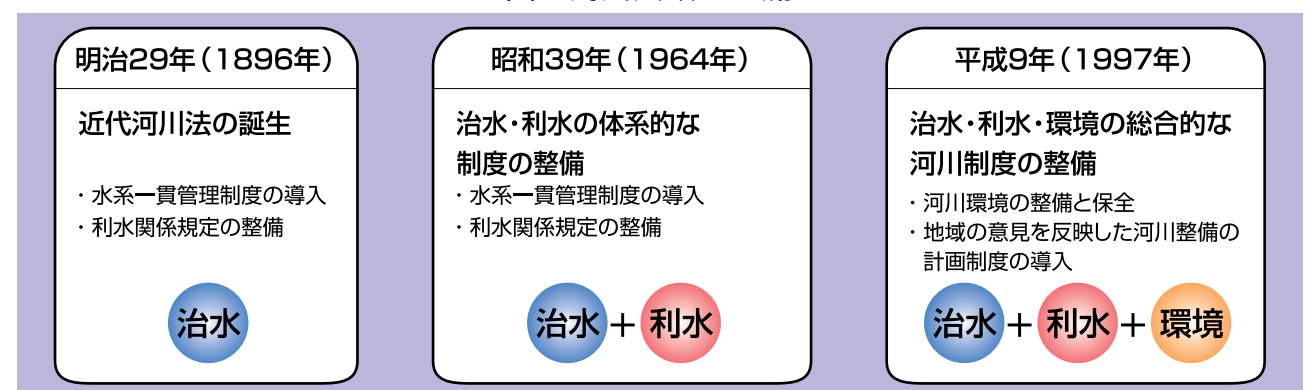 明治29年（1896年）
近代河川法の誕生
・水系一貫管理制度の導入
・利水関係規定の整備
治水
昭和39年（1964年）
治水・利水の体系的な
制度の整備
・水系一貫管理制度の導入
・利水関係規定の整備
治水＋利水
平成9年（1997年）
治水・利水・環境の総合的な
河川制度の整備
・河川環境の整備と保全
・地域の意見を反映した河川整備の
計画制度の導入
治水＋利水＋環境